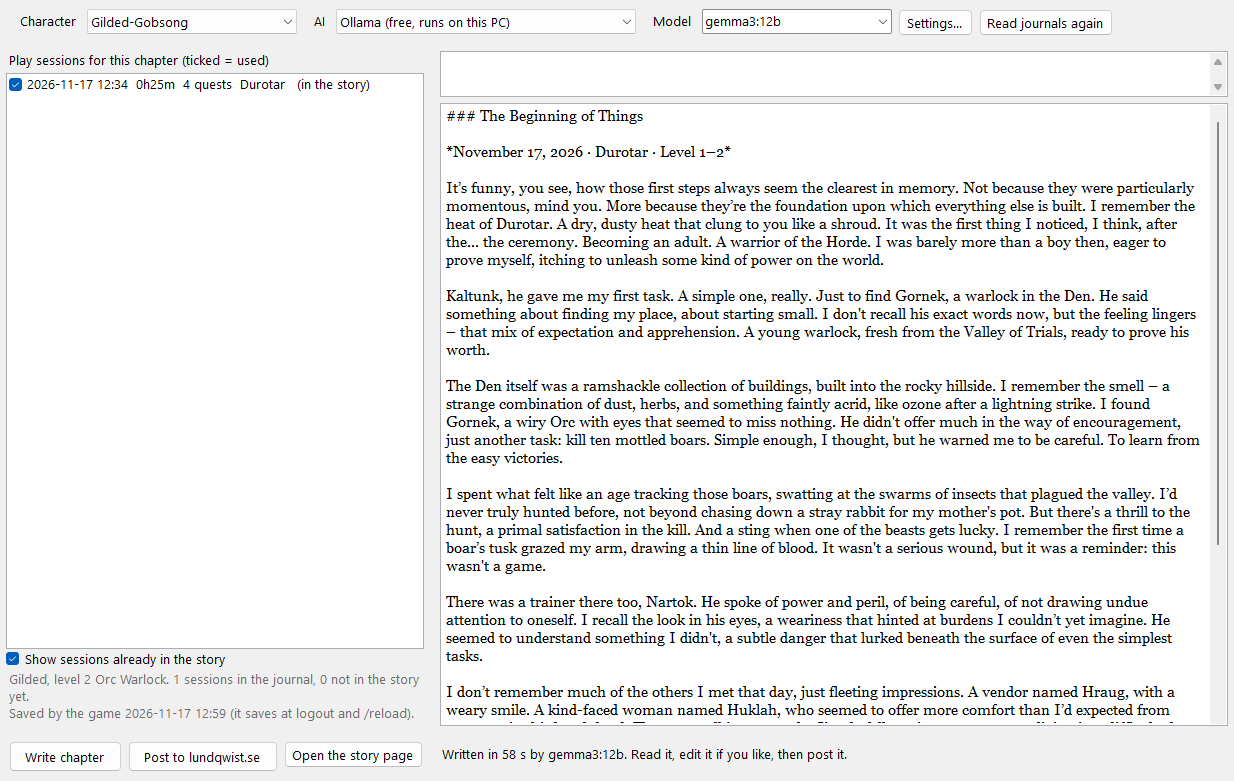 Character Gilded-Gobsong AI Ollama (free, runs on this PC) Model gemma3:12b Settings... Read journals again
Play sessions for this chapter (ticked = used)
2026-11-17 12:34 0h25m 4 quests Durotar (in the story)
### The Beginning of Things
*November 17, 2026 · Durotar · Level 1–2*
It's funny, you see, how those first steps always seem the clearest in memory. Not because they were particularly
momentous, mind you. More because they're the foundation upon which everything else is built. I remember the
heat of Durotar. A dry, dusty heat that clung to you like a shroud. It was the first thing I noticed, I think, after
the... the ceremony. Becoming an adult. A warrior of the Horde. I was barely more than a boy then, eager to
prove myself, itching to unleash some kind of power on the world.
Kaltunk, he gave me my first task. A simple one, really. Just to find Gornek, a warlock in the Den. He said
something about finding my place, about starting small. I don't recall his exact words now, but the feeling lingers
– that mix of expectation and apprehension. A young warlock, fresh from the Valley of Trials, ready to prove his
worth.
The Den itself was a ramshackle collection of buildings, built into the rocky hillside. I remember the smell – a
strange combination of dust, herbs, and something faintly acrid, like ozone after a lightning strike. I found
Gornek, a wiry Orc with eyes that seemed to miss nothing. He didn't offer much in the way of encouragement,
just another task: kill ten mottled boars. Simple enough, I thought, but he warned me to be careful. To learn from
the easy victories.
I spent what felt like an age tracking those boars, swatting at the swarms of insects that plagued the valley. I'd
never truly hunted before, not beyond chasing down a stray rabbit for my mother's pot. But there's a thrill to the
hunt, a primal satisfaction in the kill. And a sting when one of the beasts gets lucky. I remember the first time a
boar's tusk grazed my arm, drawing a thin line of blood. It wasn't a serious wound, but it was a reminder: this
wasn't a game.
There was a trainer there too, Nartok. He spoke of power and peril, of being careful, of not drawing undue
attention to oneself. I recall the look in his eyes, a weariness that hinted at burdens I couldn't yet imagine. He
seemed to understand something I didn't, a subtle danger that lurked beneath the surface of even the simplest
tasks.
I don't remember much of the others I met that day, just fleeting impressions. A vendor named Hraug, with a
weary smile. A kind-faced woman named Huklah, who seemed to offer more comfort than I'd expected from
Show sessions already in the story
Gilded, level 2 Orc Warlock. 1 sessions in the journal, 0 not in the story
yet.
Saved by the game 2026-11-17 12:59 (it saves at logout and /reload).
Write chapter Post to lundqwist.se Open the story page Written in 58 s by gemma3:12b. Read it, edit it if you like, then post it.